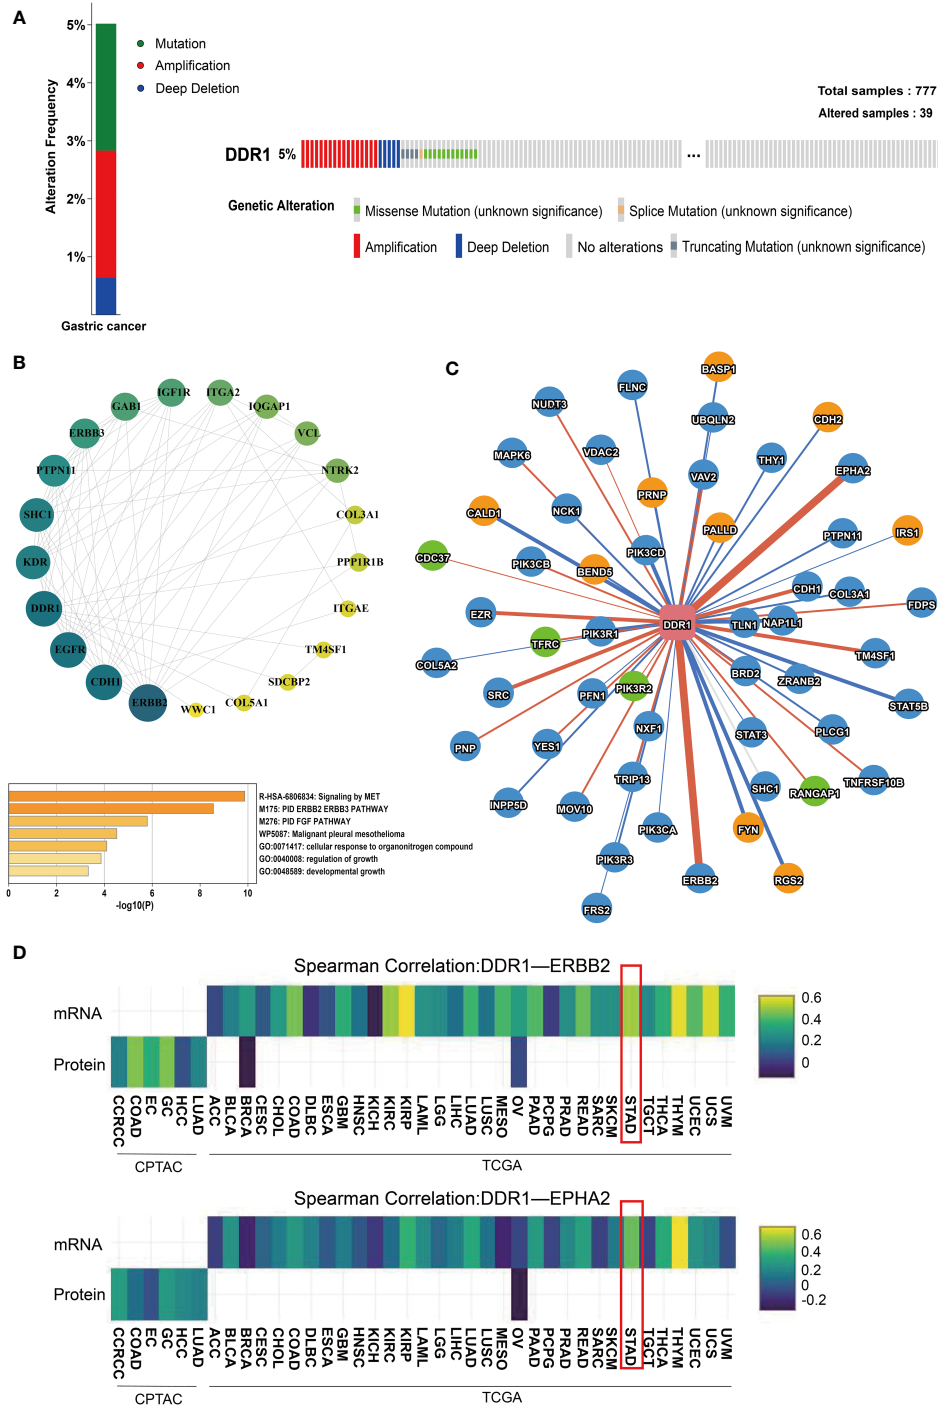 A
5%
4%
3%
2%
1%
Alteration Frequency
Gastric cancer
Mutation
Amplification
Deep Deletion
Total samples : 777
Altered samples : 39
DDR1 5%
...
Genetic Alteration
Missense Mutation (unknown significance)
Splice Mutation (unknown significance)
Amplification
Deep Deletion
No alterations
Truncating Mutation (unknown significance)
B
IGF1R
ITGA2
GAB1
IQGAP1
ERBB3
VCL
PTPN11
NTRK2
SHC1
COL3A1
KDR
PPP1R1B
DDR1
ITGAE
EGFR
TM4SF1
CDH1
SDCBP2
ERBB2
WWC1
COL5A1
R-HSA-6806834: Signaling by MET
M175: PID ERBB2 ERBB3 PATHWAY
M276: PID FGF PATHWAY
WP5087: Malignant pleural mesothelioma
GO:0071417: cellular response to organonitrogen compound
GO:0040008: regulation of growth
GO:0048589: developmental growth
0 2 4 6 8 10
-log10(P)
C
BASP1
FLNC
NUDT3
UBQLN2
CDH2
MAPK6
VDAC2
THY1
EPHA2
VAV2
PRNP
CALD1
NCK1
PALLD
IRS1
PTPN11
CDC37
PIK3CD
PIK3CB
BEND5
CDH1
COL3A1
FDPS
EZR
DDR1
TLN1
NAP1L1
PIK3R1
TFRC
COL5A2
TM4SF1
BRD2
ZRANB2
SRC
PFN1
PIK3R2
STAT5B
NXF1
STAT3
PLCG1
PNP
YES1
TRIP13
SHC1
RANGAP1
TNFRSF10B
INPP5D
MOV10
PIK3CA
FYN
PIK3R3
ERBB2
RGS2
FRS2
D
Spearman Correlation:DDR1—ERBB2
mRNA
Protein
0.6
0.4
0.2
0
CCRCC COAD EC GC HCC LUAD ACC BLCA BRCA CESC CHOL COAD DLBC ESCA GBM HNSC KICH KIRC KIRP LAML LGG LIHC LUAD LUSC MESO OV PAAD PCPG PRAD READ SARC SKCM STAD TGCT THCA THYM UCEC UCS UVM
CPTAC
TCGA
Spearman Correlation:DDR1—EPHA2
mRNA
Protein
0.6
0.4
0.2
0
-0.2
CCRCC COAD EC GC HCC LUAD ACC BLCA BRCA CESC CHOL COAD DLBC ESCA GBM HNSC KICH KIRC KIRP LAML LGG LIHC LUAD LUSC MESO OV PAAD PCPG PRAD READ SARC SKCM STAD TGCT THCA THYM UCEC UCS UVM
CPTAC
TCGA